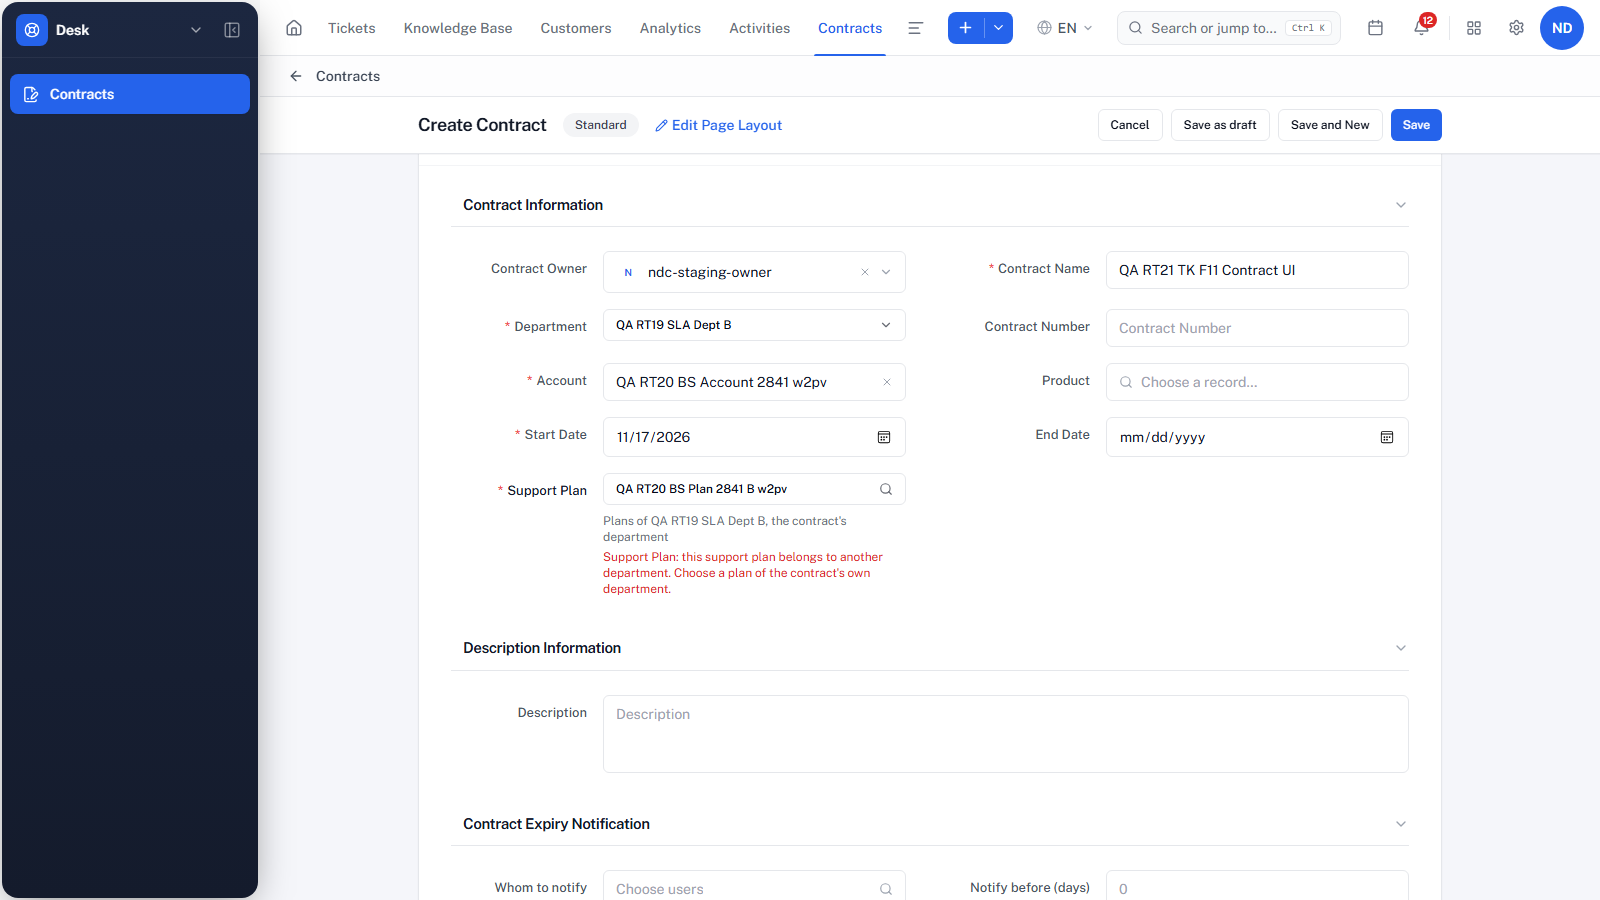 Desk
Contracts
Tickets
Knowledge Base
Customers
Analytics
Activities
Contracts
EN
Search or jump to...
Ctrl K
12
ND
Contracts
Create Contract
Standard
Edit Page Layout
Cancel
Save as draft
Save and New
Save
Contract Information
Contract Owner
N ndc-staging-owner
* Contract Name
QA RT21 TK F11 Contract UI
* Department
QA RT19 SLA Dept B
Contract Number
Contract Number
* Account
QA RT20 BS Account 2841 w2pv
Product
Choose a record...
* Start Date
11/17/2026
End Date
mm/dd/yyyy
* Support Plan
QA RT20 BS Plan 2841 B w2pv
Plans of QA RT19 SLA Dept B, the contract's
department
Support Plan: this support plan belongs to another
department. Choose a plan of the contract's own
department.
Description Information
Description
Description
Contract Expiry Notification
Whom to notify
Choose users
Notify before (days)
0